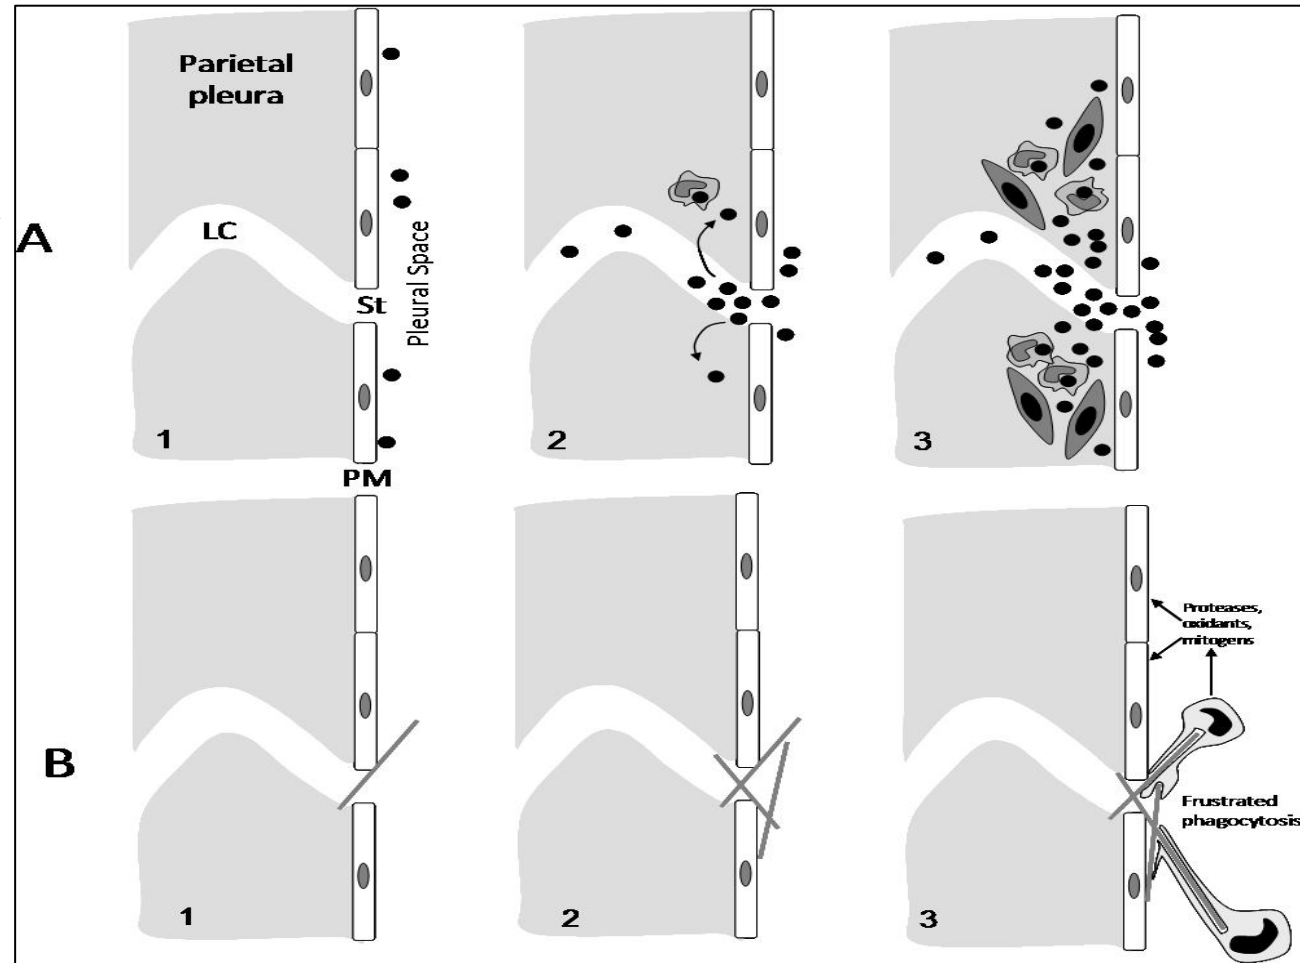 A
Parietal
pleura
LC
St
Pleural Space
1
PM
2
3
B
1
2
Proteases,
oxidants,
mitogens
Frustrated
phagocytosis
3